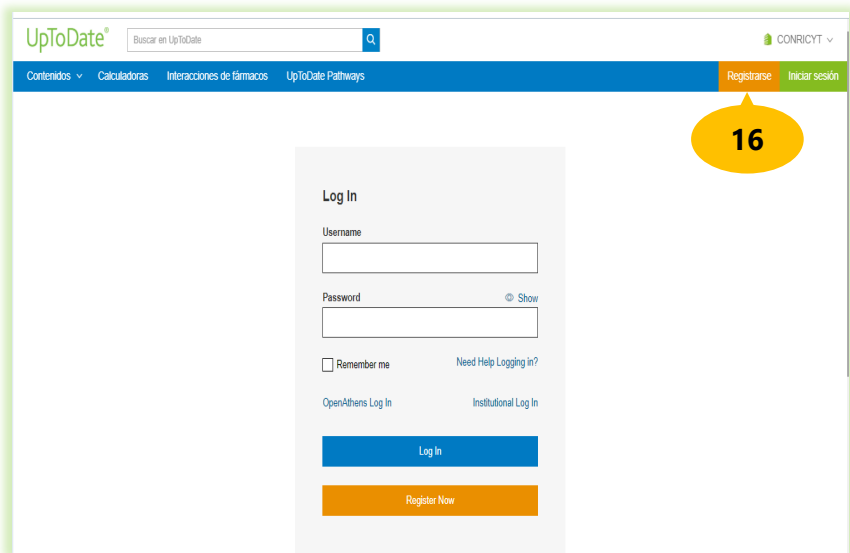 UpToDate® Buscar en UpToDate CONRICYT
Contenidos Calculadoras Interacciones de fármacos UpToDate Pathways Registrarse Iniciar sesión
16
Log In
Username
Password Show
Remember me Need Help Logging in?
OpenAthens Log In Institutional Log In
Log In
Register Now